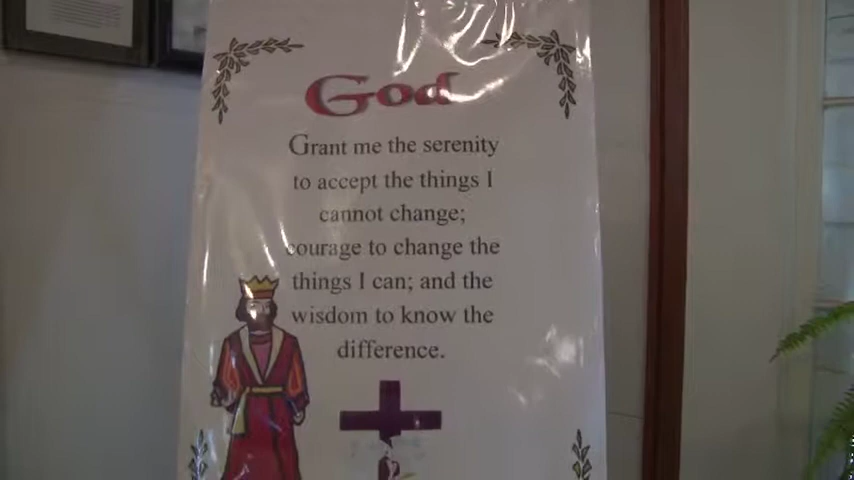 God
Grant me the serenity
to accept the things I
cannot change;
courage to change the
things I can; and the
wisdom to know the
difference.